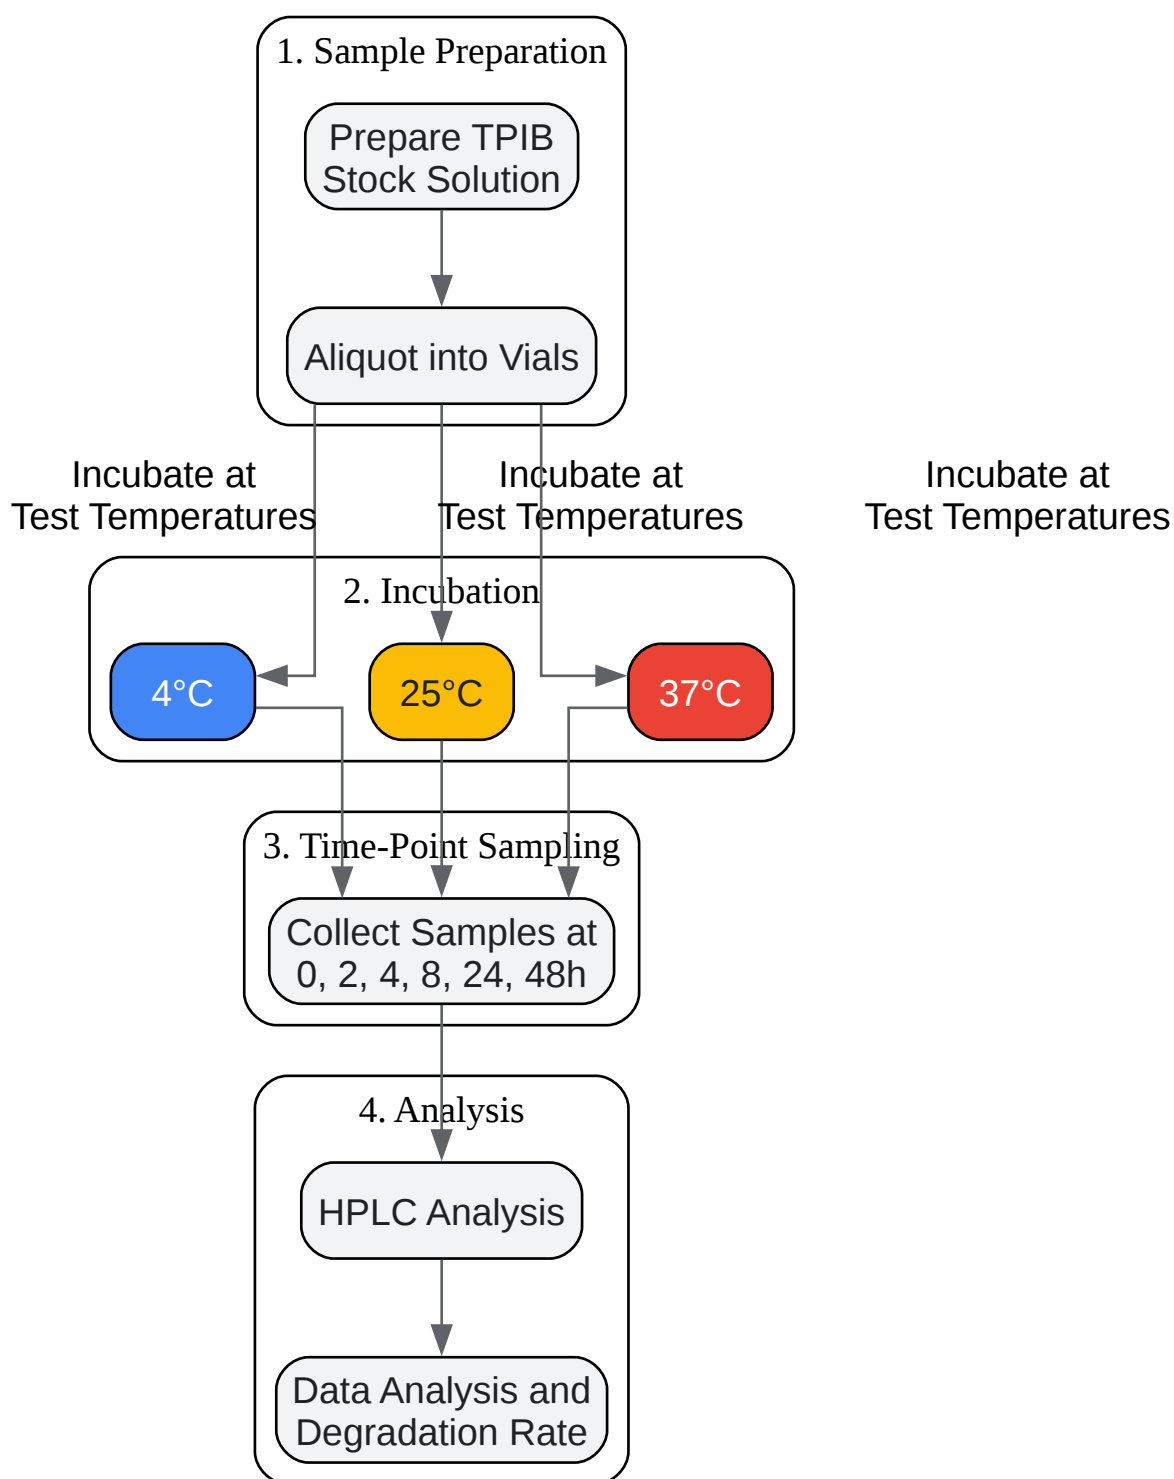 1. Sample Preparation
Prepare TPIB
Stock Solution
Aliquot into Vials
Incubate at
Test Temperatures
Incubate at
Test Temperatures
Incubate at
Test Temperatures
2. Incubation
4°C
25°C
37°C
3. Time-Point Sampling
Collect Samples at
0, 2, 4, 8, 24, 48h
4. Analysis
HPLC Analysis
Data Analysis and
Degradation Rate